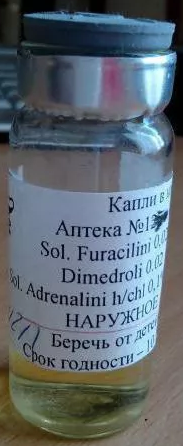 Капли в
Аптека №1
Sol. Furacilini 0.0
Dimedroli 0.02
Sol. Adrenalini h/chl 0.1
НАРУЖНОЕ
Беречь от дете
Срок годности – 10